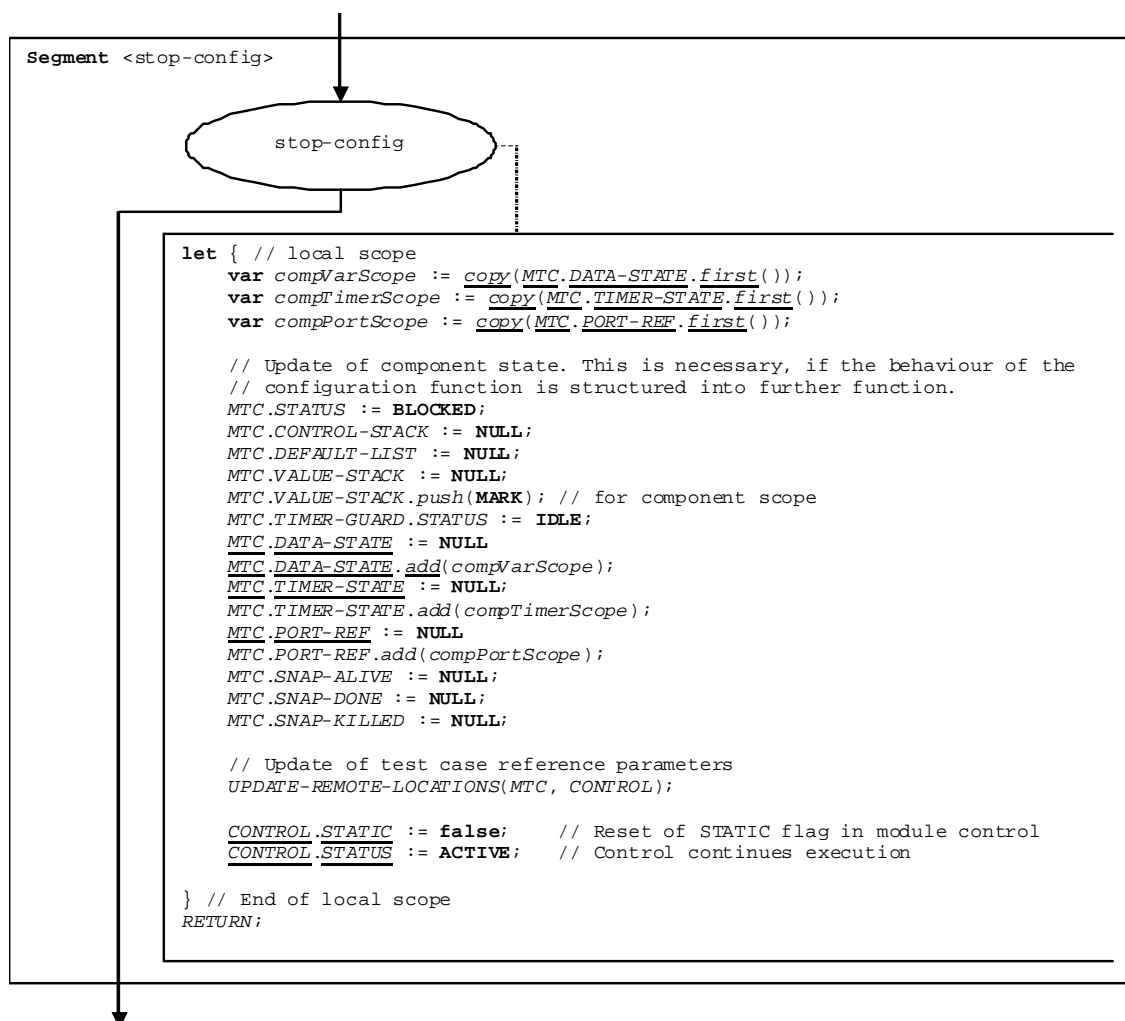 Segment <stop-config>
stop-config
let { // local scope
var compVarScope := copy(MTC.DATA-STATE.first());
var compTimerScope := copy(MTC.TIMER-STATE.first());
var compPortScope := copy(MTC.PORT-REF.first());
// Update of component state. This is necessary, if the behaviour of the
// configuration function is structured into further function.
MTC.STATUS := BLOCKED;
MTC.CONTROL-STACK := NULL;
MTC.DEFAULT-LIST := NULL;
MTC.VALUE-STACK := NULL;
MTC.VALUE-STACK.push(MARK); // for component scope
MTC.TIMER-GUARD.STATUS := IDLE;
MTC.DATA-STATE := NULL
MTC.DATA-STATE.add(compVarScope);
MTC.TIMER-STATE := NULL;
MTC.TIMER-STATE.add(compTimerScope);
MTC.PORT-REF := NULL
MTC.PORT-REF.add(compPortScope);
MTC.SNAP-ALIVE := NULL;
MTC.SNAP-DONE := NULL;
MTC.SNAP-KILLED := NULL;
// Update of test case reference parameters
UPDATE-REMOTE-LOCATIONS(MTC, CONTROL);
CONTROL.STATIC := false; // Reset of STATIC flag in module control
CONTROL.STATUS := ACTIVE; // Control continues execution
} // End of local scope
RETURN;